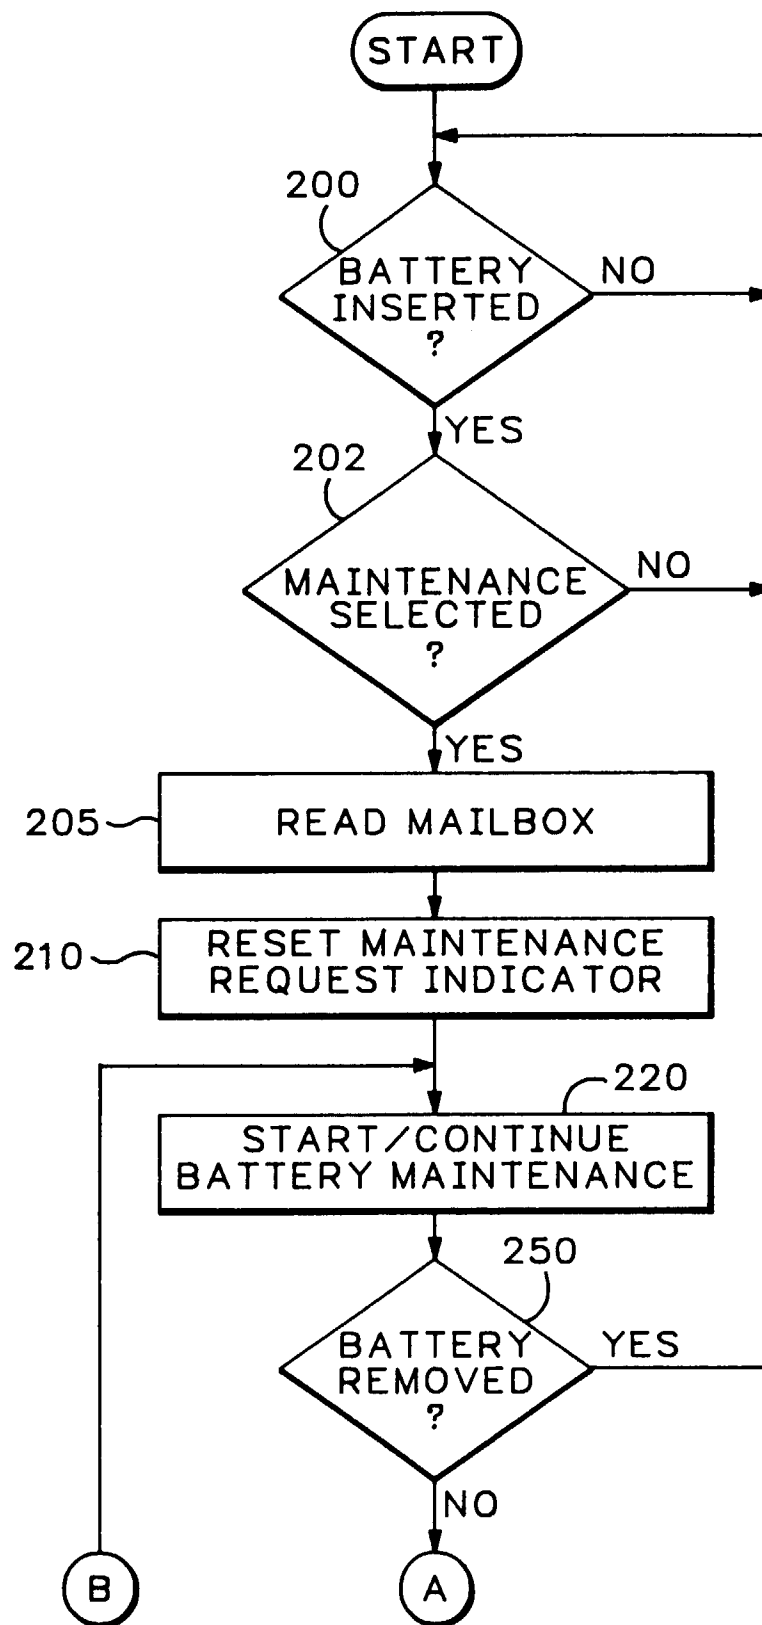 START
200
BATTERY
INSERTED
?
NO
YES
202
MAINTENANCE
SELECTED
?
NO
YES
205
READ MAILBOX
210
RESET MAINTENANCE
REQUEST INDICATOR
220
START/CONTINUE
BATTERY MAINTENANCE
250
BATTERY
REMOVED
?
YES
NO
B
A